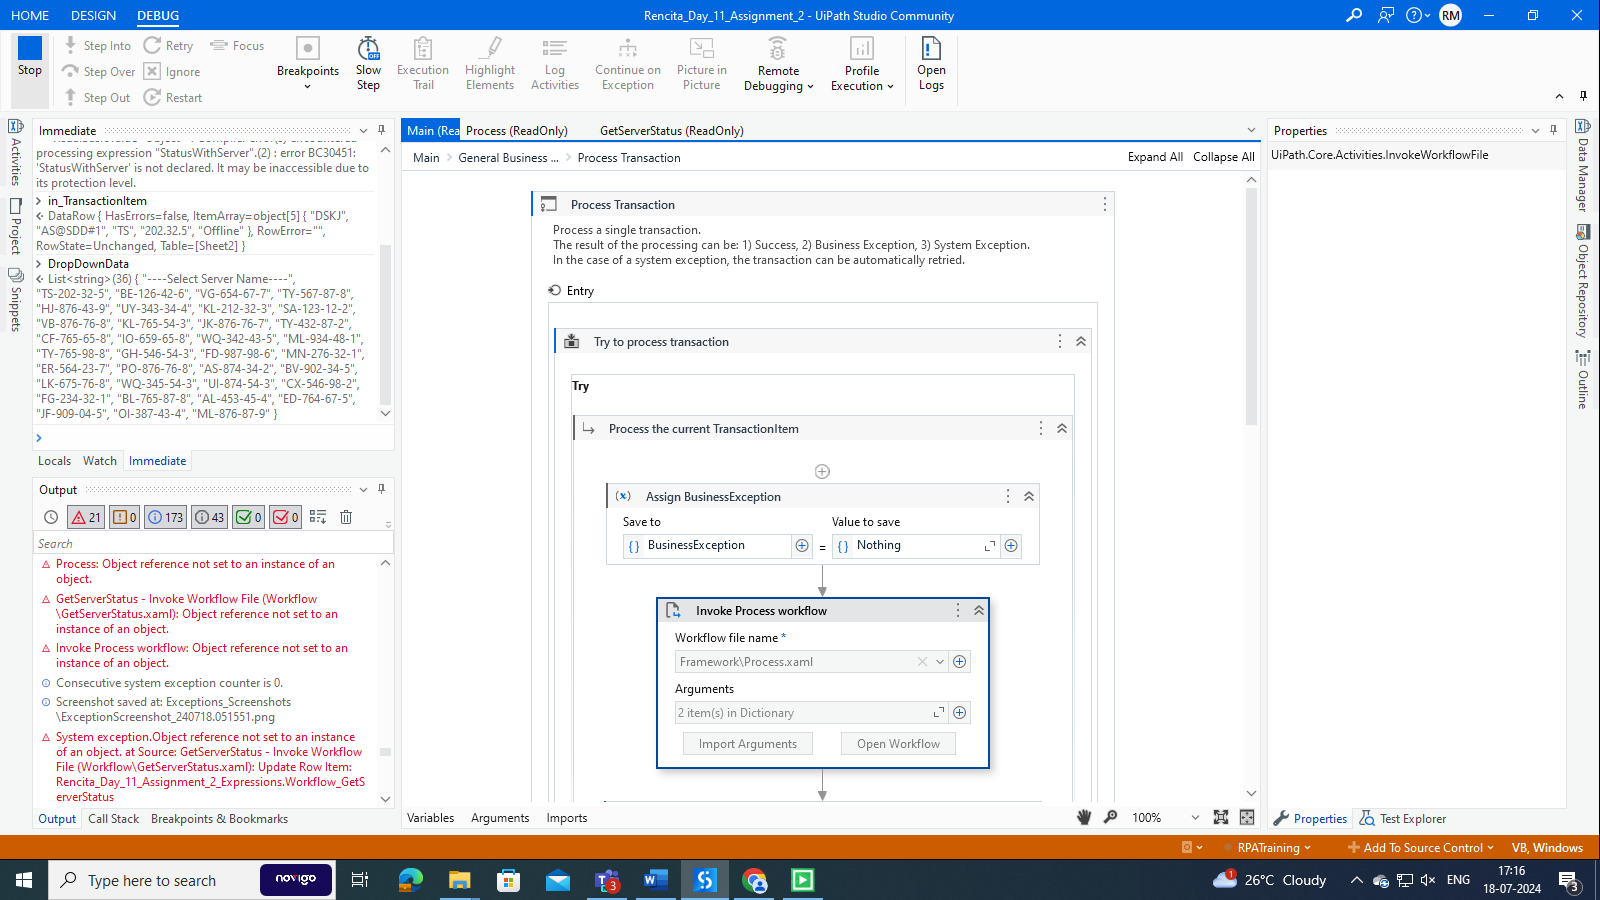 HOME DESIGN DEBUG
Rencita_Day_11_Assignment_2 - UiPath Studio Community
RM
Stop
Step Into
Step Over
Step Out
Retry
Ignore
Restart
Focus
Breakpoints
Slow
Step
OFF
Execution
Trail
Highlight
Elements
Log
Activities
Continue on
Exception
Picture in
Picture
Remote
Debugging
Profile
Execution
Open
Logs
Activities
Project
Snippets
Immediate
processing expression "StatusWithServer".(2) : error BC30451:
'StatusWithServer' is not declared. It may be inaccessible due to
its protection level.
in_TransactionItem
DataRow { HasErrors=false, ItemArray=object[5] { "DSKJ",
"AS@SDD#1", "TS", "202.32.5", "Offline" }, RowError="",
RowState=Unchanged, Table=[Sheet2] }
DropDownData
List<string>(36) { "----Select Server Name----",
"TS-202-32-5", "BE-126-42-6", "VG-654-67-7", "TY-567-87-8",
"HJ-876-43-9", "UY-343-34-4", "KL-212-32-3", "SA-123-12-2",
"VB-876-76-8", "KL-765-54-3", "JK-876-76-7", "TY-432-87-2",
"CF-765-65-8", "IO-659-65-8", "WQ-342-43-5", "ML-934-48-1",
"TY-765-98-8", "GH-546-54-3", "FD-987-98-6", "MN-276-32-1",
"ER-564-23-7", "PO-876-76-8", "AS-874-34-2", "BV-902-34-5",
"LK-675-76-8", "WQ-345-54-3", "UI-874-54-3", "CX-546-98-2",
"FG-234-32-1", "BL-765-87-8", "AL-453-45-4", "ED-764-67-5",
"JF-909-04-5", "OI-387-43-4", "ML-876-87-9" }
Locals Watch Immediate
Output
21 0 173 43 0 0
Search
Process: Object reference not set to an instance of an
object.
GetServerStatus - Invoke Workflow File (Workflow
\GetServerStatus.xaml): Object reference not set to an
instance of an object.
Invoke Process workflow: Object reference not set to an
instance of an object.
Consecutive system exception counter is 0.
Screenshot saved at: Exceptions_Screenshots
\ExceptionScreenshot_240718.051551.png
System exception.Object reference not set to an instance
of an object. at Source: GetServerStatus - Invoke Workflow
File (Workflow\GetServerStatus.xaml): Update Row Item:
Rencita_Day_11_Assignment_2_Expressions.Workflow_GetS
erverStatus
Output Call Stack Breakpoints & Bookmarks
Main (Rea Process (ReadOnly) GetServerStatus (ReadOnly)
Main > General Business ... > Process Transaction
Expand All Collapse All
Process Transaction
Process a single transaction.
The result of the processing can be: 1) Success, 2) Business Exception, 3) System Exception.
In the case of a system exception, the transaction can be automatically retried.
Entry
Try to process transaction
Try
Process the current TransactionItem
(x) Assign BusinessException
Save to Value to save
{ } BusinessException = { } Nothing
Invoke Process workflow
Workflow file name *
Framework\Process.xaml
Arguments
2 item(s) in Dictionary
Import Arguments Open Workflow
Variables Arguments Imports
100%
Properties
UiPath.Core.Activities.InvokeWorkflowFile
Properties Test Explorer
Data Manager
Object Repository
Outline
RPATraining
Add To Source Control
VB, Windows
Type here to search
novigo
3
W
1
26°C Cloudy
ENG
17:16
18-07-2024
3